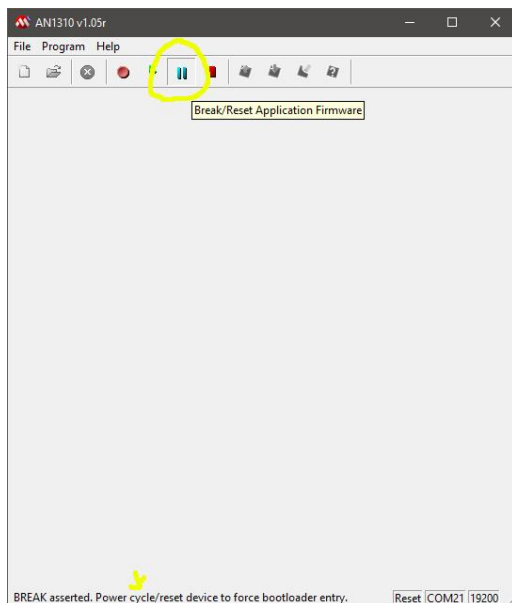 AN1310 v1.05r
File Program Help
Break/Reset Application Firmware
BREAK asserted. Power cycle/reset device to force bootloader entry. Reset COM21 19200